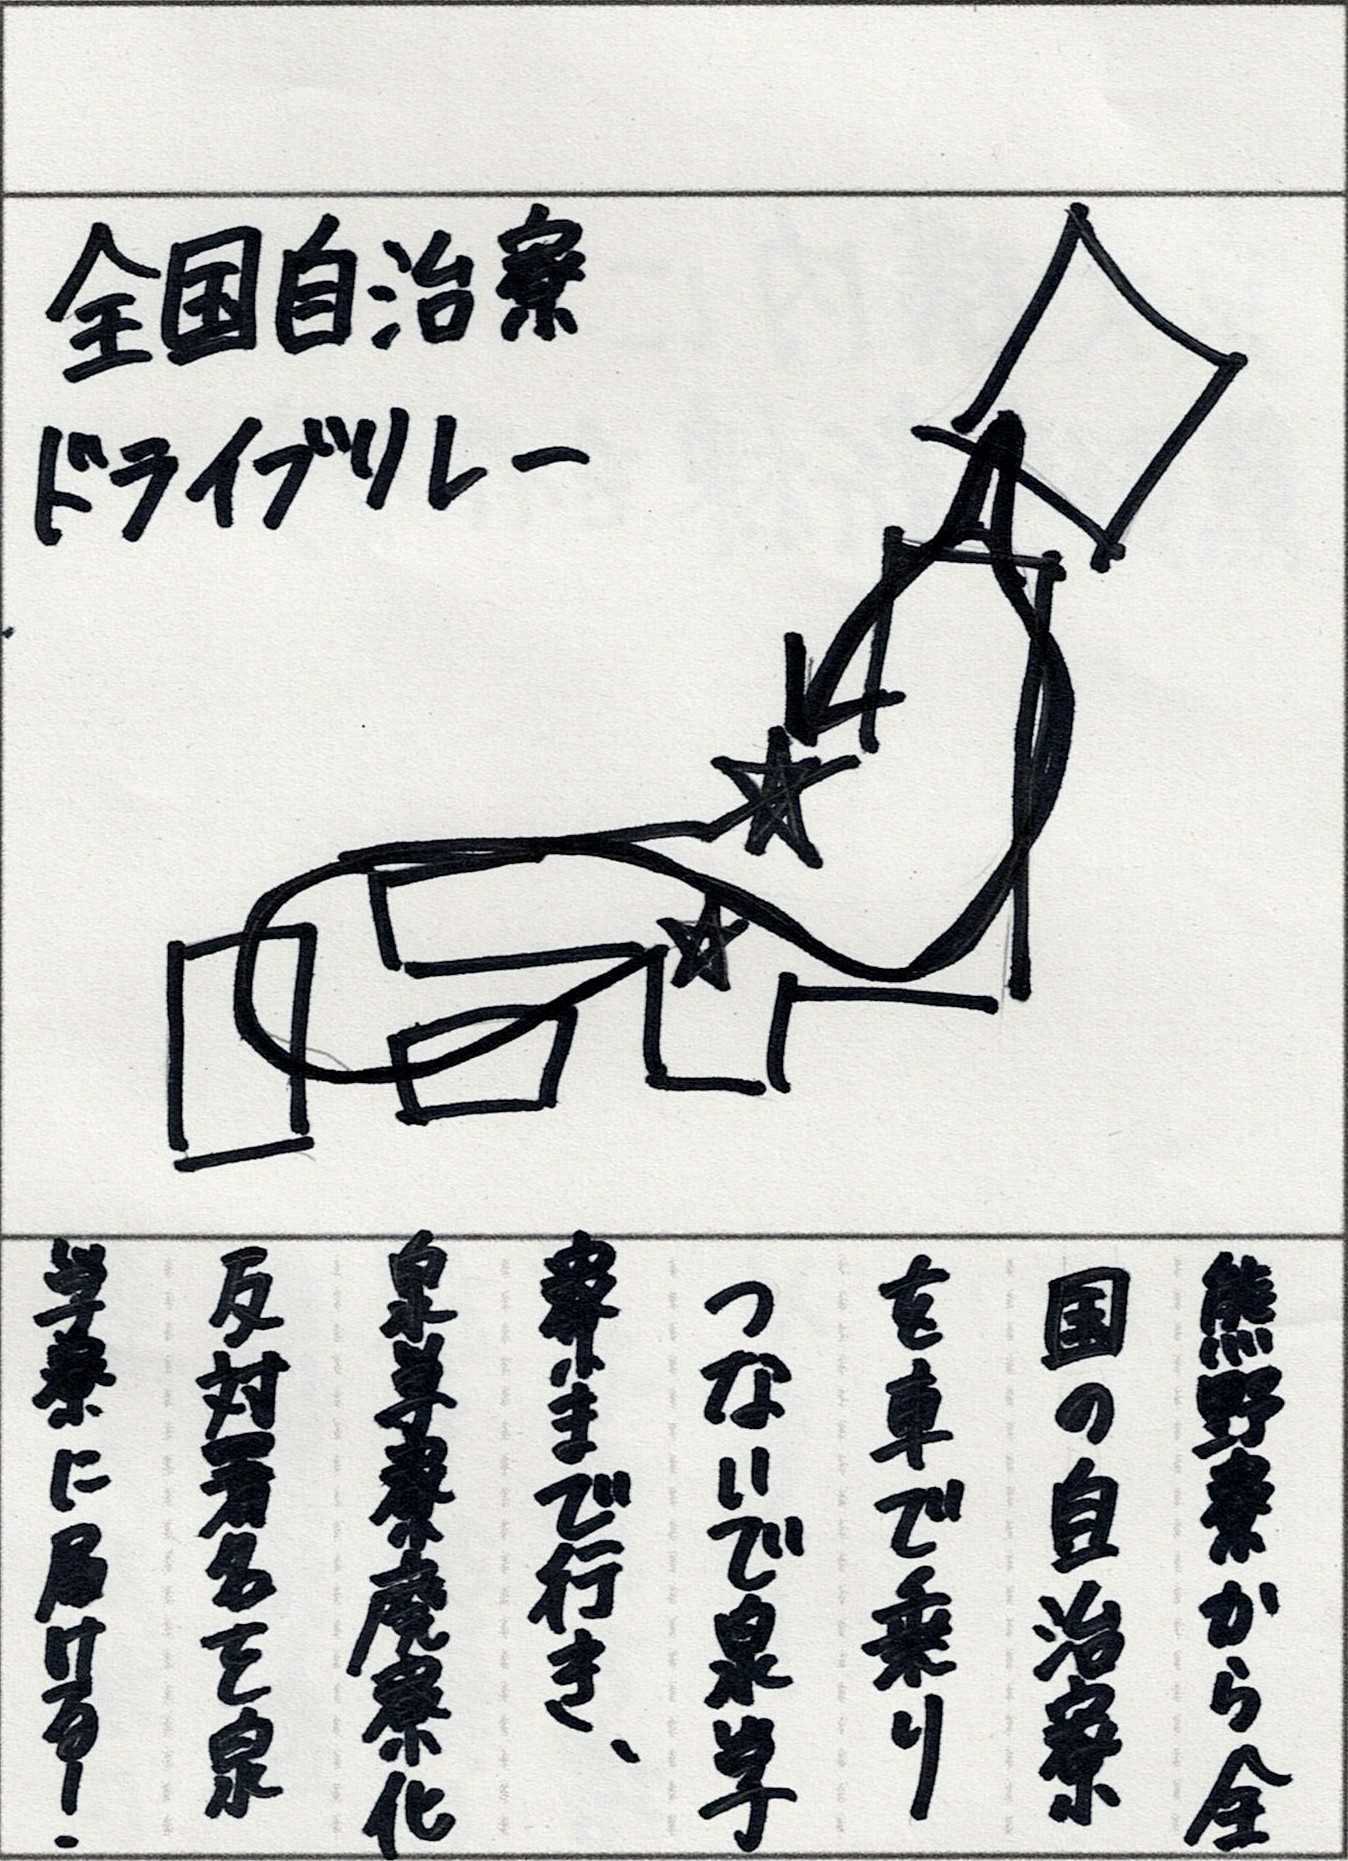 全国自治寮
ドライブリレー
熊野寮から全
国の自治寮
を車で乗り
つないで泉学
寮まで行き、
泉学寮廃寮化
反対署名を泉
学寮に届ける!